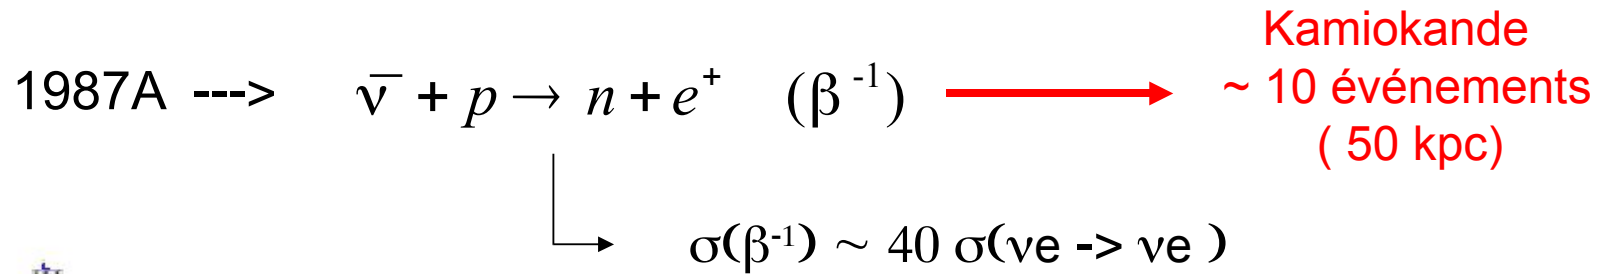 1987A ---> ν̅ + p → n + e⁺ (β⁻¹)
Kamiokande
~ 10 événements
( 50 kpc)
σ(β⁻¹) ~ 40 σ(νe -> νe )